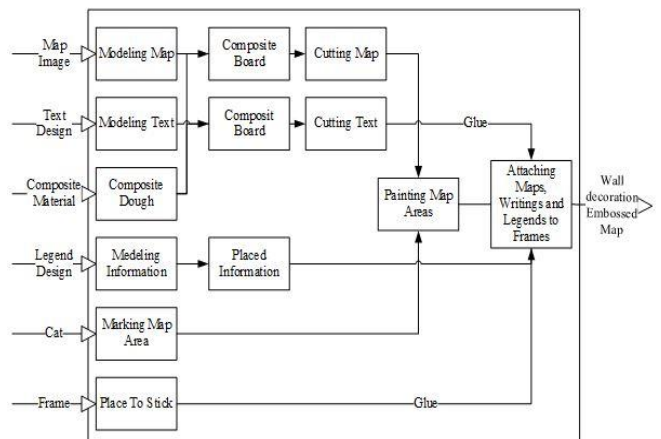 Map
Image
Modeling Map
Composite
Board
Cutting Map
Text
Design
Modeling Text
Composit
Board
Cutting Text
Glue
Composite
Material
Composite
Dough
Painting Map
Areas
Attaching
Maps,
Writings and
Legends to
Frames
Wall
decoration
Embossed
Map
Legend
Design
Medeling
Information
Placed
Information
Cat
Marking Map
Area
Frame
Place To Stick
Glue